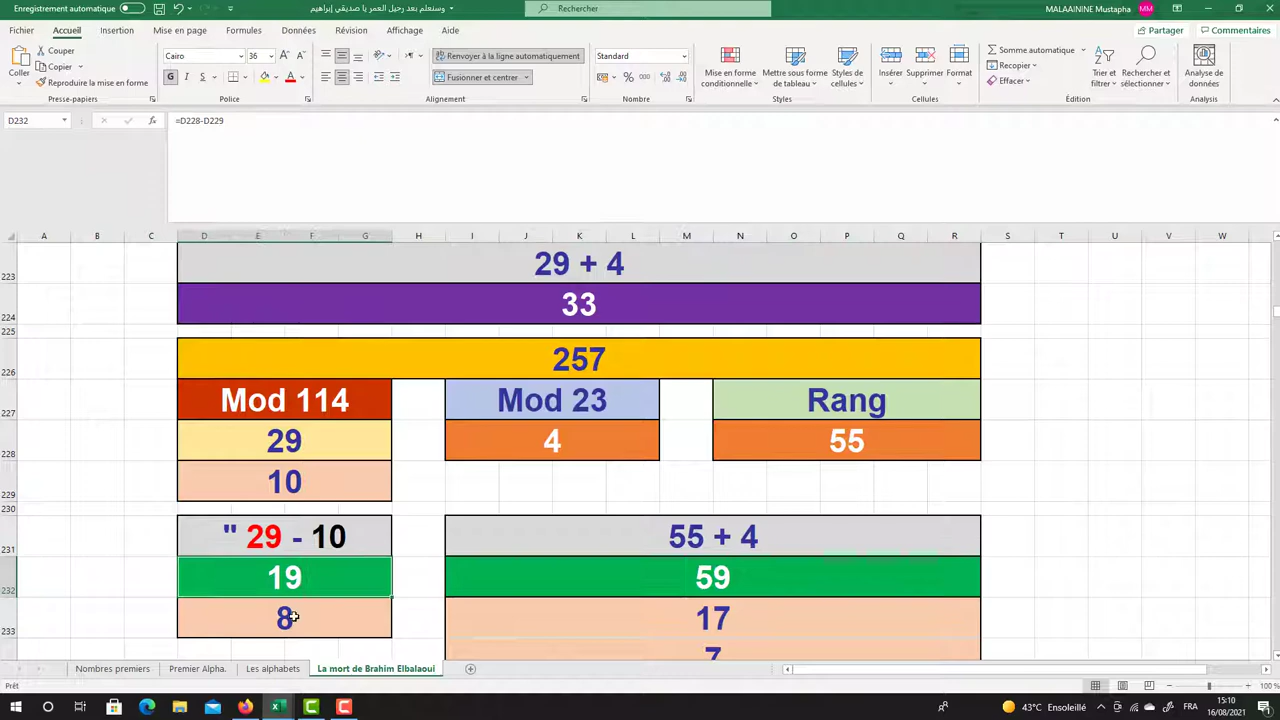 Enregistrement automatique
وسنعلم بعد رحيل العمر يا صديقي إبراهيم
Rechercher
MALAAININE Mustapha
MM
Fichier Accueil Insertion Mise en page Formules Données Révision Affichage Aide
Partager Commentaires
Coller
Couper
Copier
Reproduire la mise en forme
Presse-papiers
Cairo 36
G I S
Police
Renvoyer à la ligne automatiquement
Fusionner et centrer
Alignement
Standard
% 000
Nombre
Mise en forme conditionnelle
Mettre sous forme de tableau
Styles de cellules
Styles
Insérer Supprimer Format
Cellules
Somme automatique
Recopier
Effacer
Trier et filtrer
Rechercher et sélectionner
Édition
Analyse de données
Analysis
D232 fx =D228-D229
A B C D E F G H I J K L M N O P Q R S T U V W
223 29 + 4
224 33
225
226 257
227 Mod 114 Mod 23 Rang
228 29 4 55
229 10
230
231 " 29 - 10 55 + 4
232 19 59
233 8 17
7
Nombres premiers Premier Alpha. Les alphabets La mort de Brahim Elbalaoui
Prêt
100 %
43°C Ensoleillé
FRA
15:10
16/08/2021